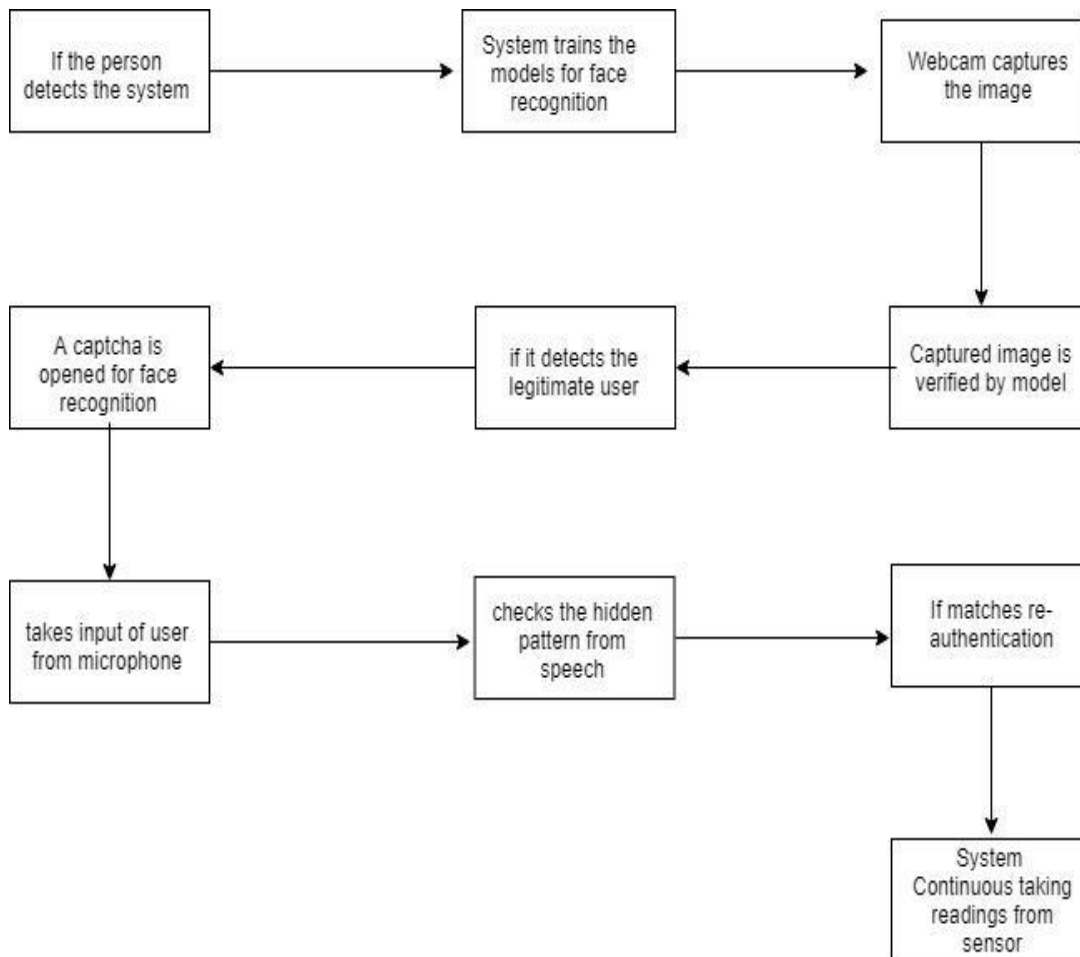 If the person
detects the system
System trains the
models for face
recognition
Webcam captures
the image
Captured image is
verified by model
if it detects the
legitimate user
A captcha is
opened for face
recognition
takes input of user
from microphone
checks the hidden
pattern from
speech
If matches re-
authentication
System
Continuous taking
readings from
sensor